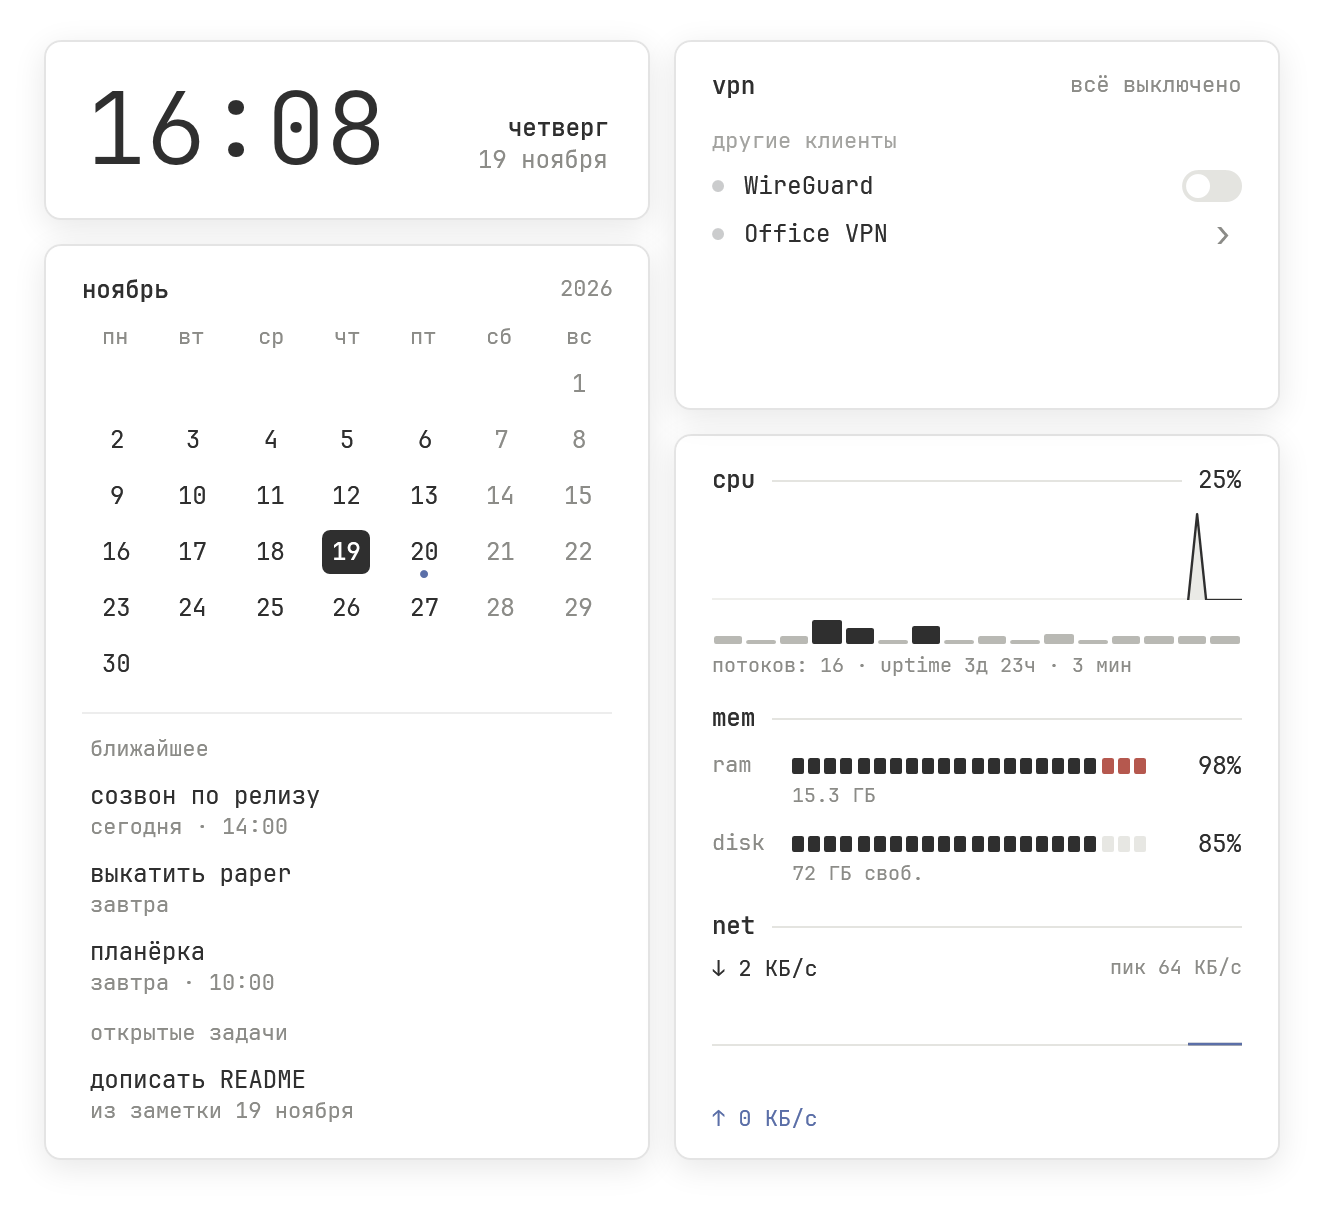 16:08
четверг
19 ноября
ноябрь 2026
пн вт ср чт пт сб вс
1
2 3 4 5 6 7 8
9 10 11 12 13 14 15
16 17 18 19 20 21 22
23 24 25 26 27 28 29
30
ближайшее
созвон по релизу
сегодня · 14:00
выкатить paper
завтра
планёрка
завтра · 10:00
открытые задачи
дописать README
из заметки 19 ноября
vpn всё выключено
другие клиенты
WireGuard
Office VPN ›
cpu 25%
потоков: 16 · uptime 3д 23ч · 3 мин
mem
ram 98%
15.3 ГБ
disk 85%
72 ГБ своб.
net
↓ 2 КБ/с пик 64 КБ/с
↑ 0 КБ/с